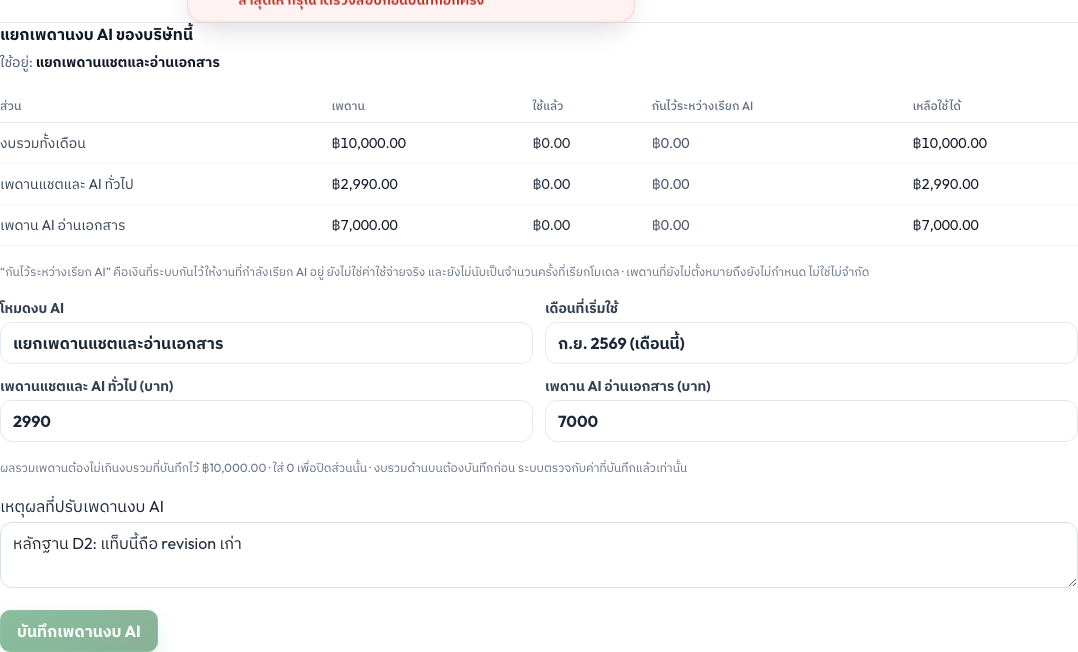 แยกเพดานงบ AI ของบริษัทนี้
ใช้อยู่: แยกเพดานแชตและอ่านเอกสาร
ส่วน เพดาน ใช้แล้ว กันไว้ระหว่างเรียก AI เหลือใช้ได้
งบรวมทั้งเดือน ฿10,000.00 ฿0.00 ฿0.00 ฿10,000.00
เพดานแชตและ AI ทั่วไป ฿2,990.00 ฿0.00 ฿0.00 ฿2,990.00
เพดาน AI อ่านเอกสาร ฿7,000.00 ฿0.00 ฿0.00 ฿7,000.00
“กันไว้ระหว่างเรียก AI” คือเงินที่ระบบกันไว้ให้งานที่กำลังเรียก AI อยู่ ยังไม่ใช่ค่าใช้จ่ายจริง และยังไม่นับเป็นจำนวนครั้งที่เรียกโมเดล · เพดานที่ยังไม่ตั้งหมายถึงยังไม่กำหนด ไม่ใช่ไม่จำกัด
โหมดงบ AI เดือนที่เริ่มใช้
แยกเพดานแชตและอ่านเอกสาร ก.ย. 2569 (เดือนนี้)
เพดานแชตและ AI ทั่วไป (บาท) เพดาน AI อ่านเอกสาร (บาท)
2990 7000
ผลรวมเพดานต้องไม่เกินงบรวมที่บันทึกไว้ ฿10,000.00 · ใส่ 0 เพื่อปิดส่วนนั้น · งบรวมด้านบนต้องบันทึกก่อน ระบบตรวจกับค่าที่บันทึกแล้วเท่านั้น
เหตุผลที่ปรับเพดานงบ AI
หลักฐาน D2: แท็บนี้ถือ revision เก่า
บันทึกเพดานงบ AI